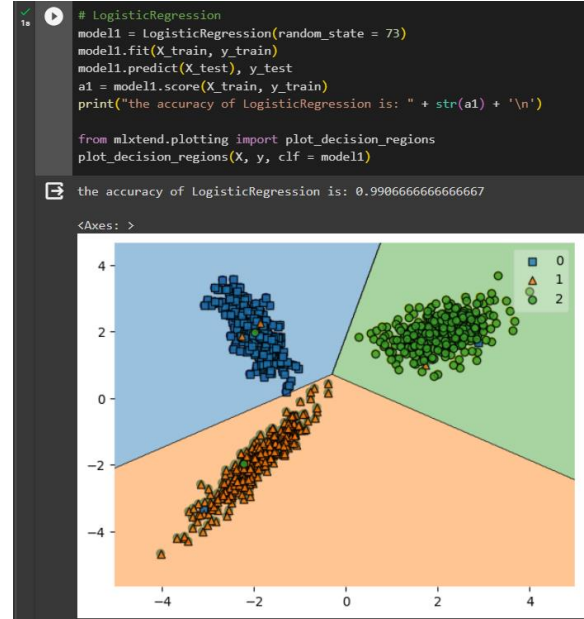 1s
# LogisticRegression
model1 = LogisticRegression(random_state = 73)
model1.fit(X_train, y_train)
model1.predict(X_test), y_test
a1 = model1.score(X_train, y_train)
print("the accuracy of LogisticRegression is: " + str(a1) + '\n')
from mlxtend.plotting import plot_decision_regions
plot_decision_regions(X, y, clf = model1)
the accuracy of LogisticRegression is: 0.9906666666666667
<Axes: >
4
2
0
−2
−4
−4
−2
0
2
4
0
1
2